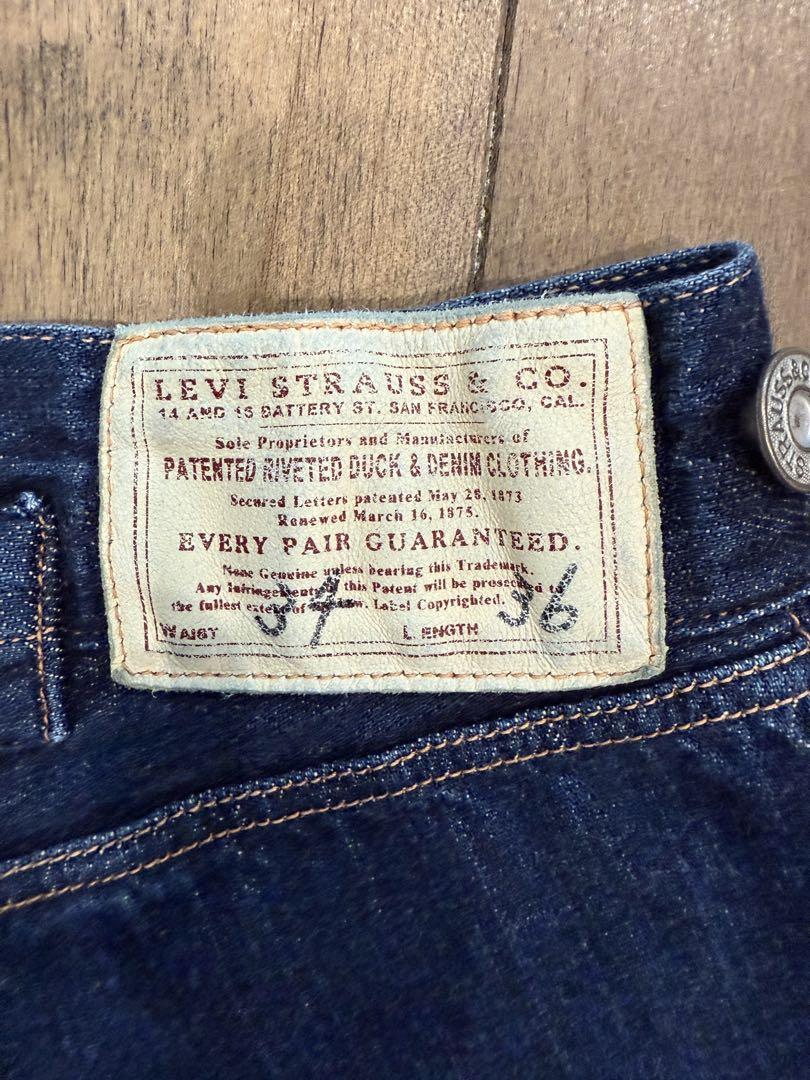 LEVI STRAUSS & CO.
14 AND 16 BATTERY ST. SAN FRANCISCO, CAL.
Sole Proprietors and Manufacturers of
PATENTED RIVETED DUCK & DENIM CLOTHING.
Secured Letters patented May 28, 1873
Renewed March 16, 1875.
EVERY PAIR GUARANTEED.
None Genuine unless bearing this Trademark.
Any infringement this Patent will be prosecuted to
the fullest extent of law. Label Copyrighted.
WAIST 34 LENGTH 36
STRAUSS & C